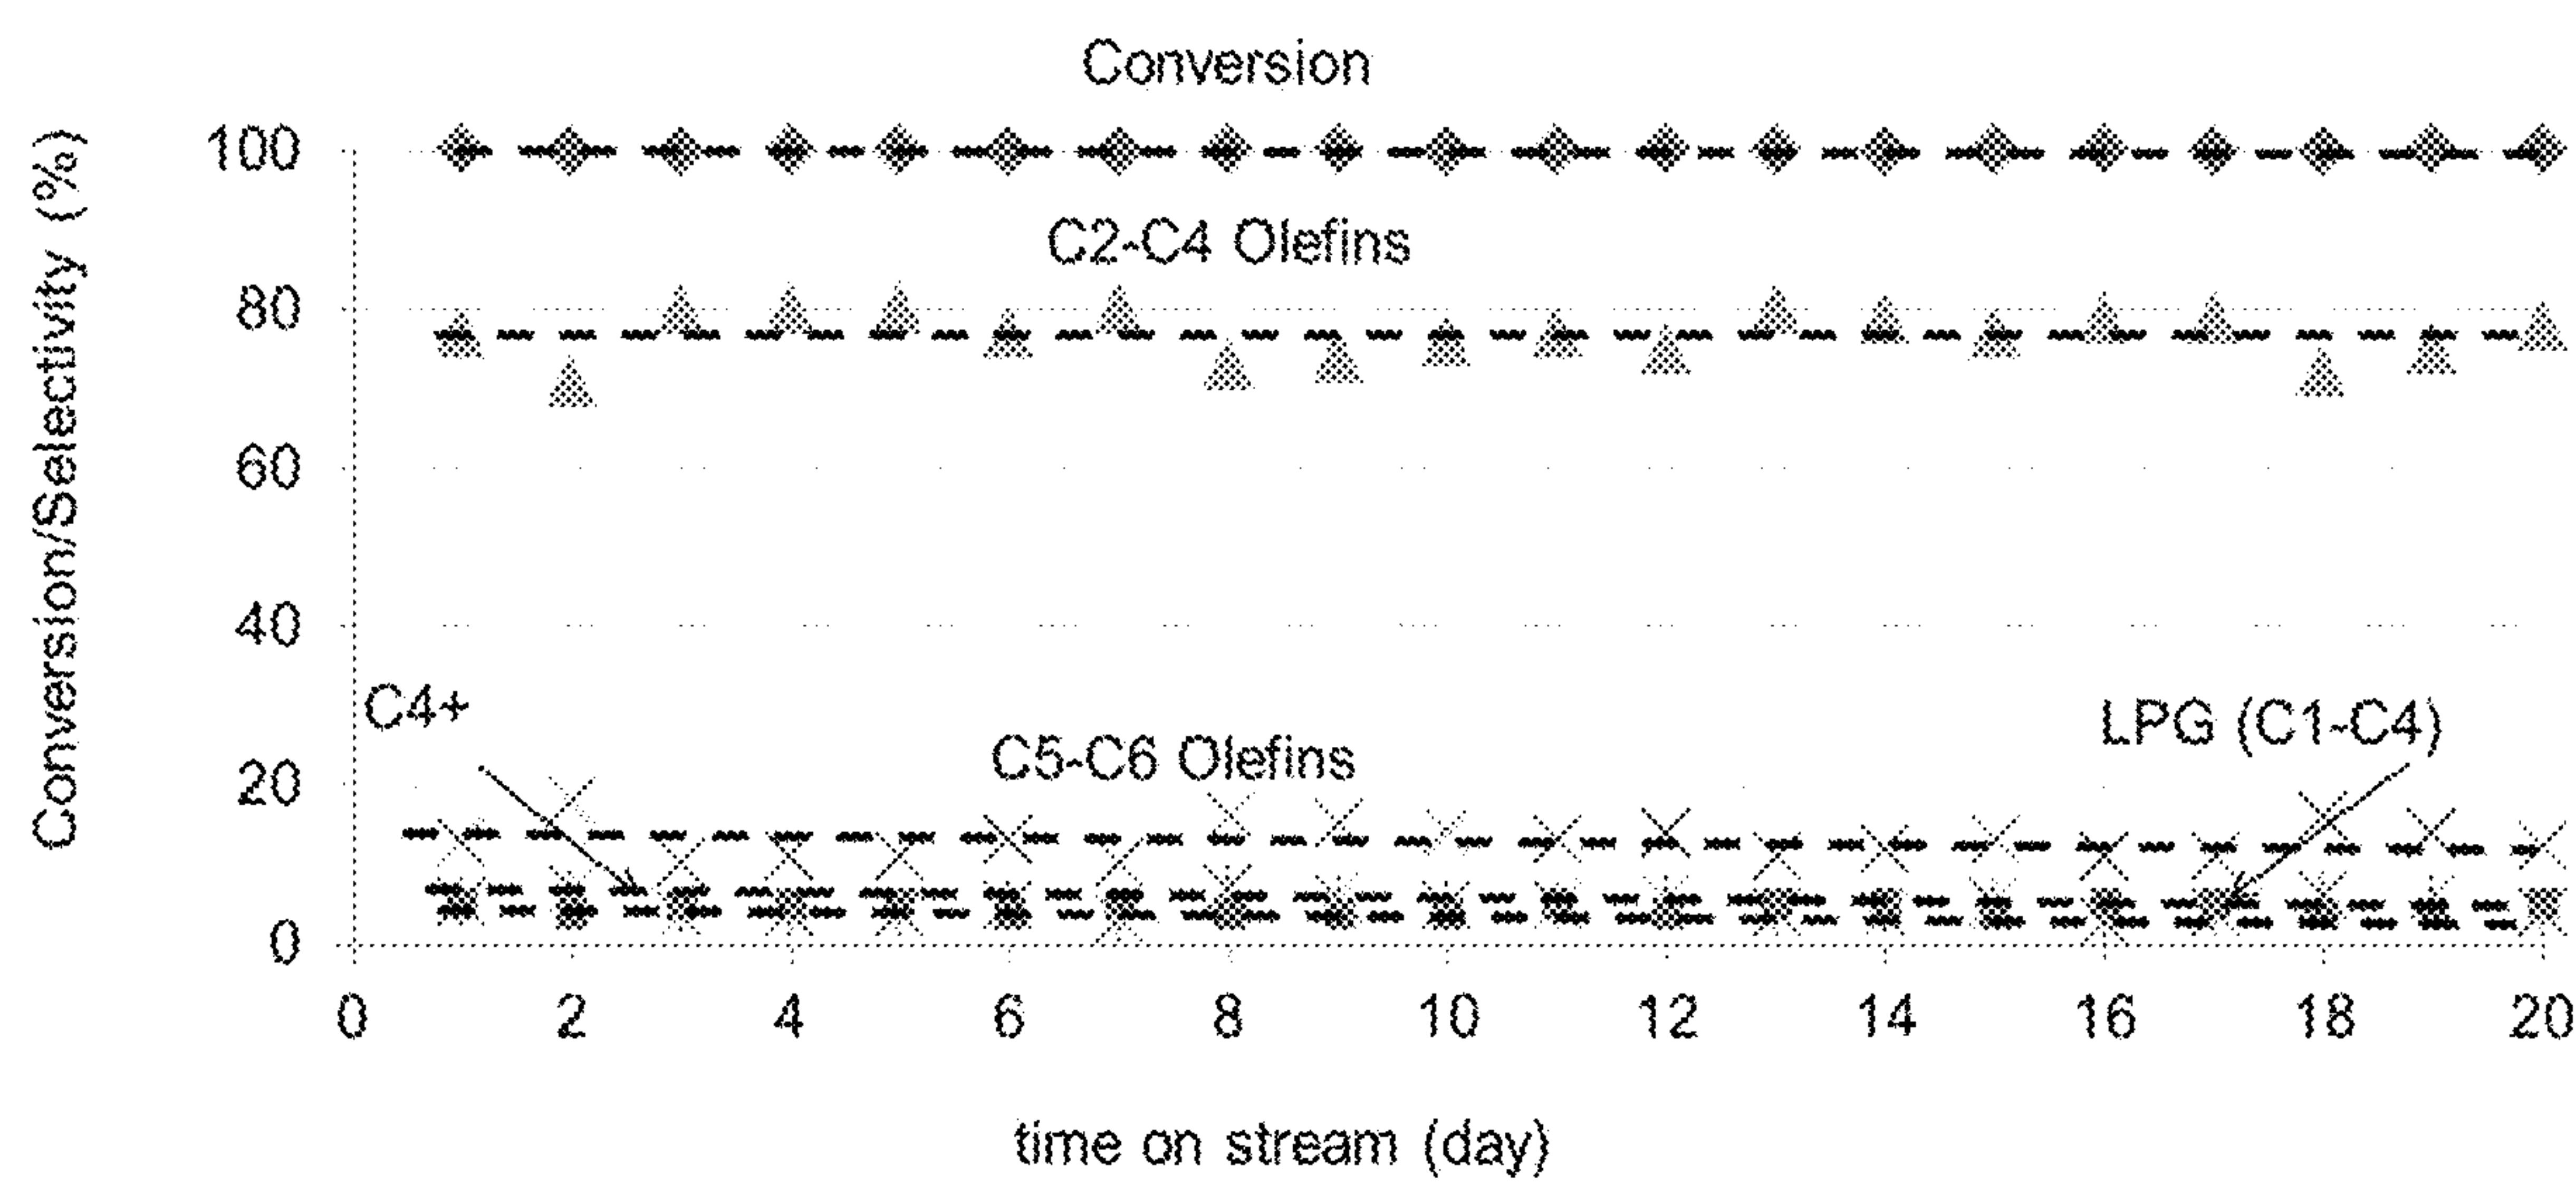 Conversion
Conversion/Selectivity (%)
100
C2-C4 Olefins
80
60
40
C4+
LPG (C1-C4)
C5-C6 Olefins
20
0
0 2 4 6 8 10 12 14 16 18 20
time on stream (day)